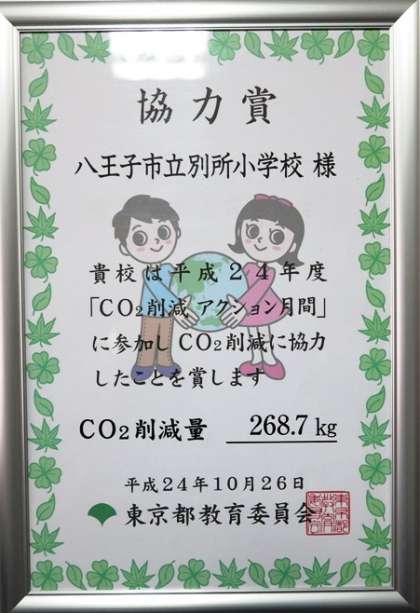 協力賞
八王子市立別所小学校 様
貴校は平成24年度
「CO2削減 アクション月間」
に参加しCO2削減に協力
したことを賞します
CO2削減量 268.7 kg
平成24年10月26日
東京都教育委員会